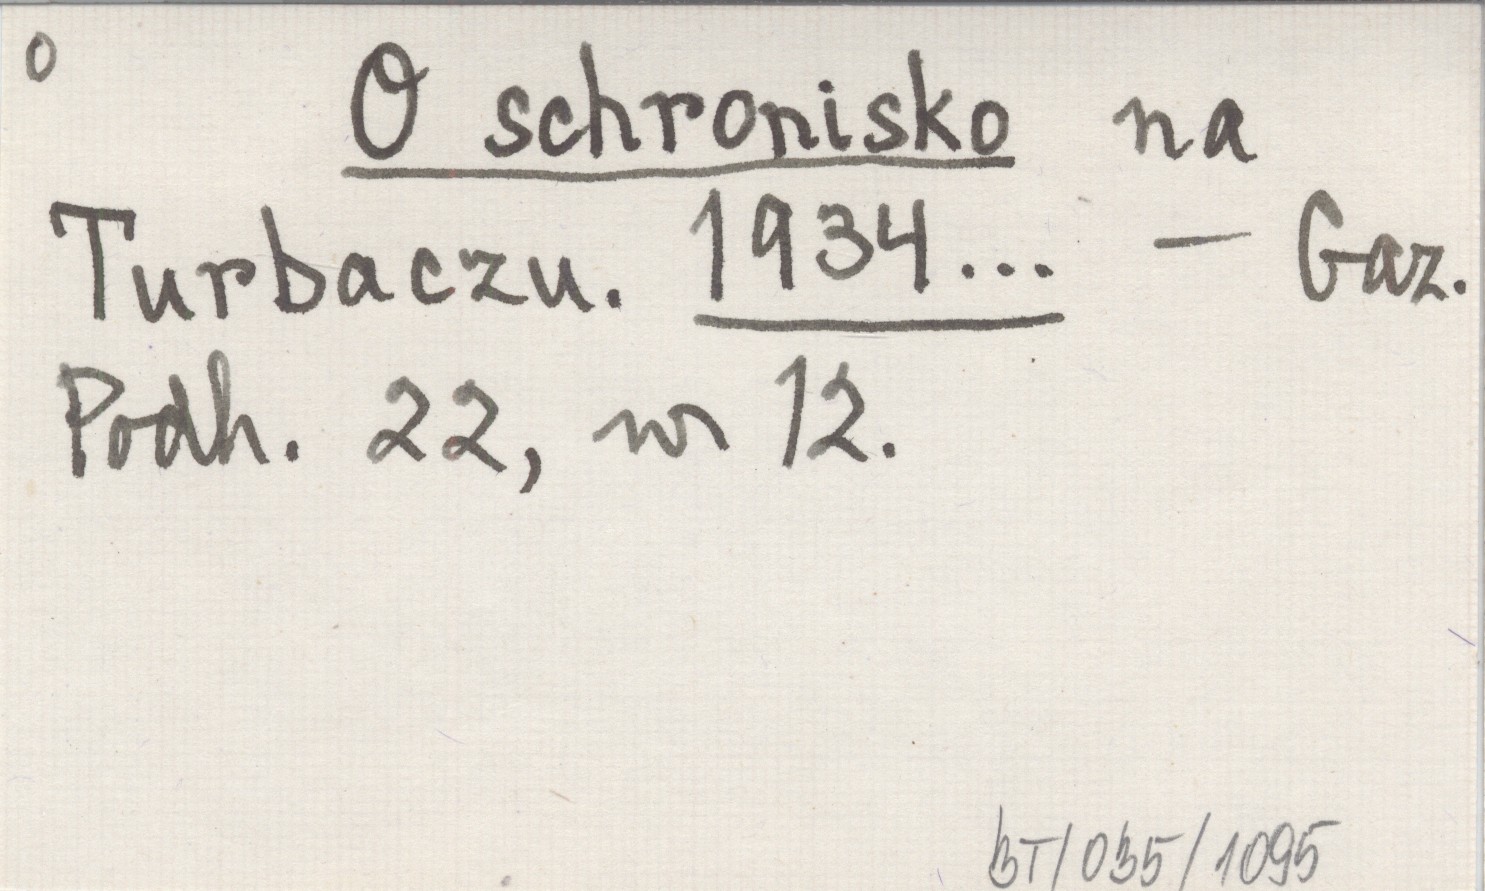 o
O schronisko na
Turbaczu. 1934... — Gaz.
Podh. 22, nr 12.
BT/035/1095